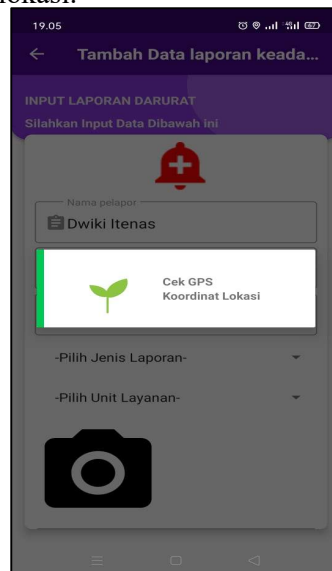 lokasi.
19.05
Tambah Data laporan keada...
INPUT LAPORAN DARURAT
Silahkan Input Data Dibawah ini
Nama pelapor
Dwiki Itenas
Cek GPS
Koordinat Lokasi
-Pilih Jenis Laporan-
-Pilih Unit Layanan-